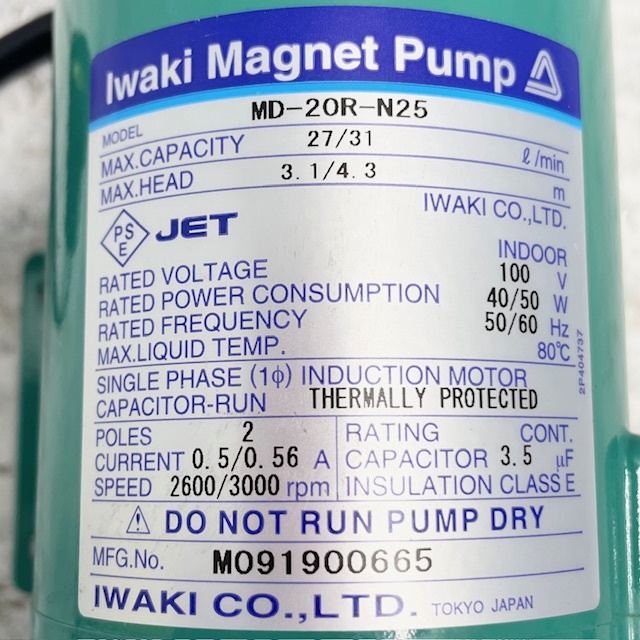 Iwaki Magnet Pump
MODEL MD-20R-N25
MAX.CAPACITY 27/31 ℓ/min
MAX.HEAD 3.1/4.3 m
IWAKI CO.,LTD.
PS E JET INDOOR
RATED VOLTAGE 100 V
RATED POWER CONSUMPTION 40/50 W
RATED FREQUENCY 50/60 Hz
MAX.LIQUID TEMP. 80℃
SINGLE PHASE (1φ) INDUCTION MOTOR
CAPACITOR-RUN THERMALLY PROTECTED
POLES 2 RATING CONT.
CURRENT 0.5/0.56 A CAPACITOR 3.5 μF
SPEED 2600/3000 rpm INSULATION CLASS E
DO NOT RUN PUMP DRY
MFG.No. M091900665
IWAKI CO.,LTD. TOKYO JAPAN
2P404737